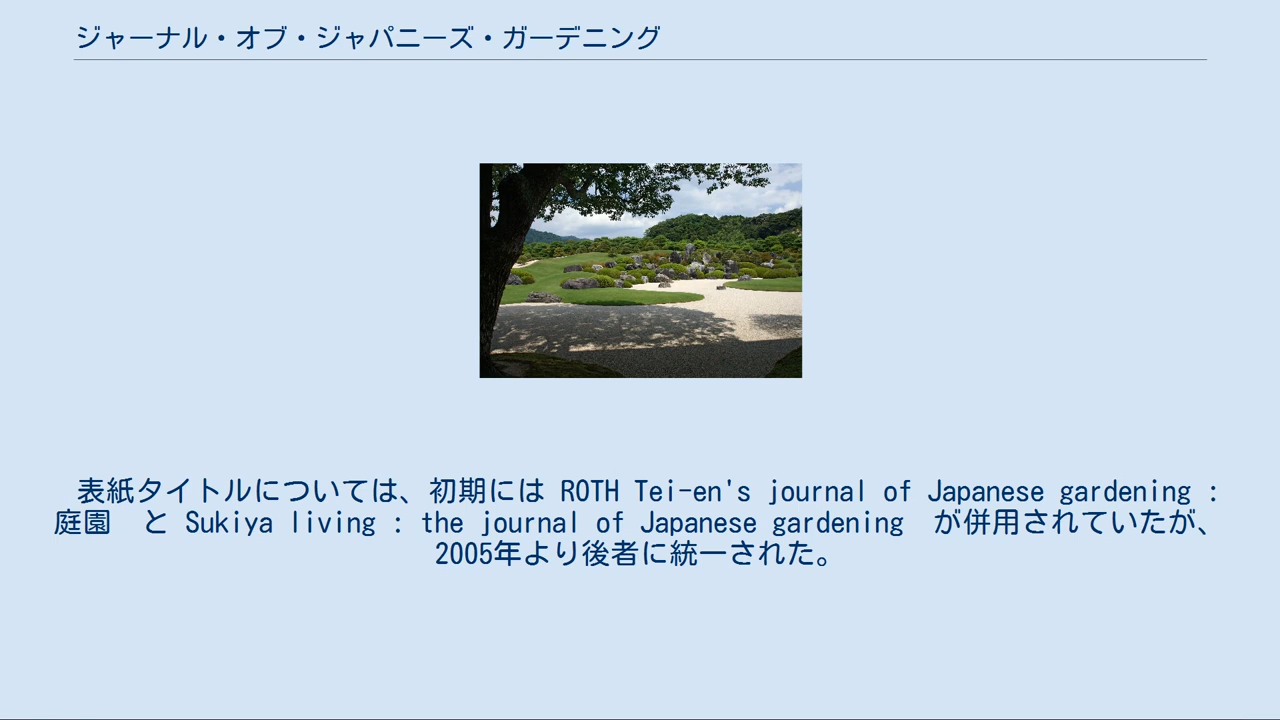 ジャーナル・オブ・ジャパニーズ・ガーデニング
表紙タイトルについては、初期には ROTH Tei-en's journal of Japanese gardening :
庭園　と Sukiya living : the journal of Japanese gardening　が併用されていたが、
2005年より後者に統一された。